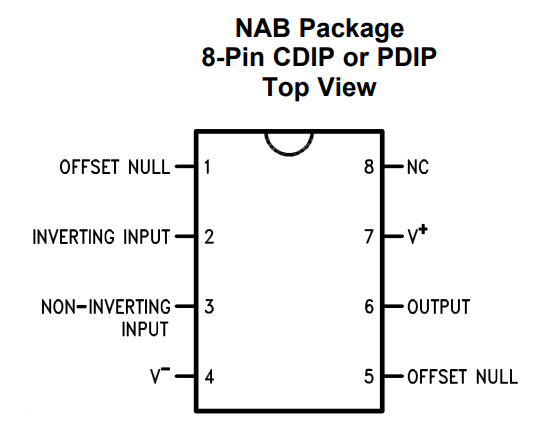 NAB Package
8-Pin CDIP or PDIP
Top View
OFFSET NULL 1 8 NC
INVERTING INPUT 2 7 V+
NON-INVERTING 3 6 OUTPUT
INPUT
V- 4 5 OFFSET NULL